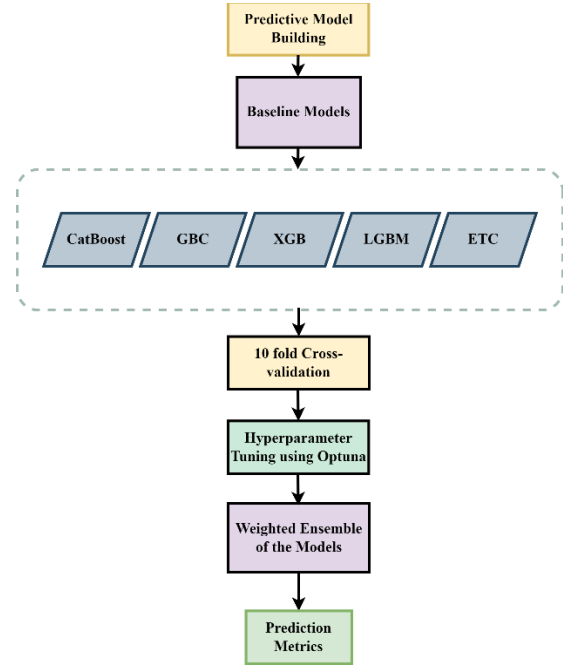 Predictive Model
Building
Baseline Models
CatBoost
GBC
XGB
LGBM
ETC
10 fold Cross-
validation
Hyperparameter
Tuning using Optuna
Weighted Ensemble
of the Models
Prediction
Metrics